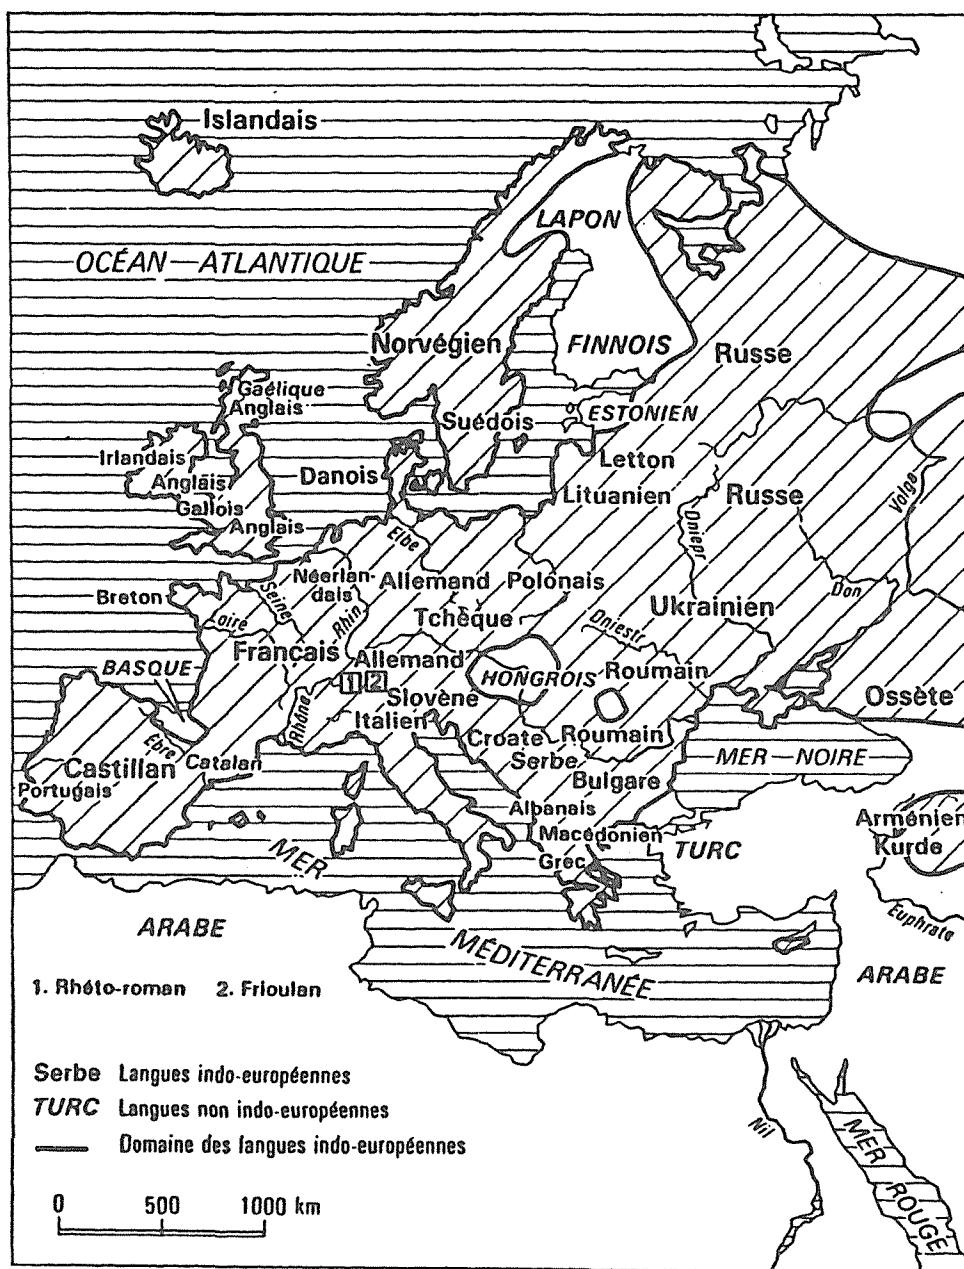 Islandais
LAPON
OCÉAN ATLANTIQUE
Norvégien
FINNOIS
Russe
Gaélique
Anglais
Suédois
ESTONIEN
Irlandais
Danois
Letton
Anglais
Lituanien
Russe
Volga
Gallois
Anglais
Elbe
Dniepr
Néerlan-
dais
Allemand
Polonais
Breton
Seine
Don
Loire
Rhin
Tchèque
Ukrainien
Dniestr
Français
Allemand
BASQUE
HONGROIS
Roumain
1
2
Slovène
Ossète
Rhône
Italien
Èbre
Croate
Roumain
Castillan
Catalan
Serbe
MER NOIRE
Portugais
Bulgare
Albanais
Arménien
Macédonien
TURC
Kurde
Grec
Euphrate
MER
MÉDITERRANÉE
ARABE
ARABE
1. Rhéto-roman 2. Frioulan
Serbe Langues indo-européennes
TURC Langues non indo-européennes
Domaine des langues indo-européennes
Nil
MER
ROUGE
0 500 1000 km